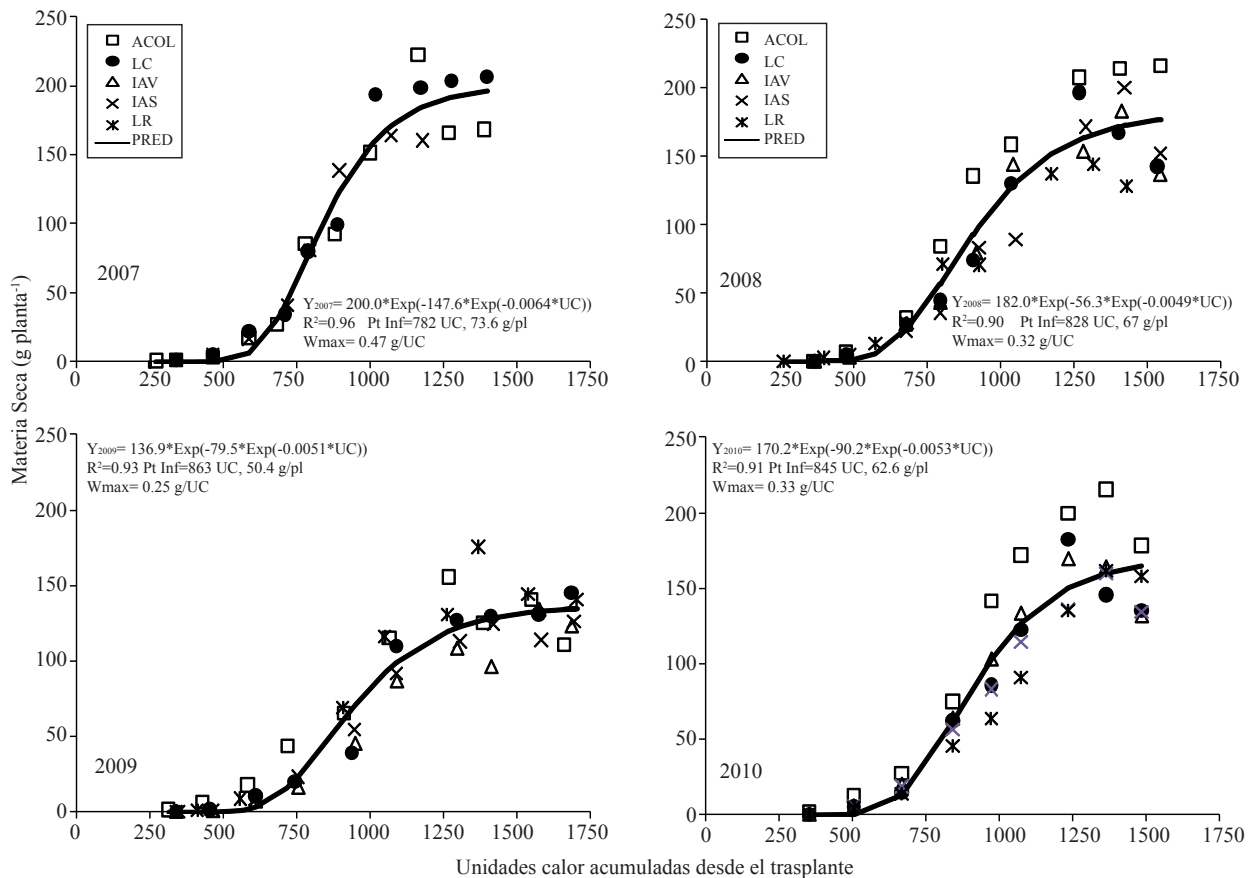 Materia Seca (g planta⁻¹)
250
200
150
100
50
0
ACOL
LC
IAV
IAS
LR
PRED
2007
Y₂₀₀₇= 200.0*Exp(-147.6*Exp(-0.0064*UC))
R²=0.96 Pt Inf=782 UC, 73.6 g/pl
Wmax= 0.47 g/UC
0 250 500 750 1000 1250 1500 1750
250
200
150
100
50
0
ACOL
LC
IAV
IAS
LR
PRED
2008
Y₂₀₀₈= 182.0*Exp(-56.3*Exp(-0.0049*UC))
R²=0.90 Pt Inf=828 UC, 67 g/pl
Wmax= 0.32 g/UC
0 250 500 750 1000 1250 1500 1750
250
200
150
100
50
0
Y₂₀₀₉= 136.9*Exp(-79.5*Exp(-0.0051*UC))
R²=0.93 Pt Inf=863 UC, 50.4 g/pl
Wmax= 0.25 g/UC
2009
0 250 500 750 1000 1250 1500 1750
250
200
150
100
50
0
Y₂₀₁₀= 170.2*Exp(-90.2*Exp(-0.0053*UC))
R²=0.91 Pt Inf=845 UC, 62.6 g/pl
Wmax= 0.33 g/UC
2010
0 250 500 750 1000 1250 1500 1750
Unidades calor acumuladas desde el trasplante